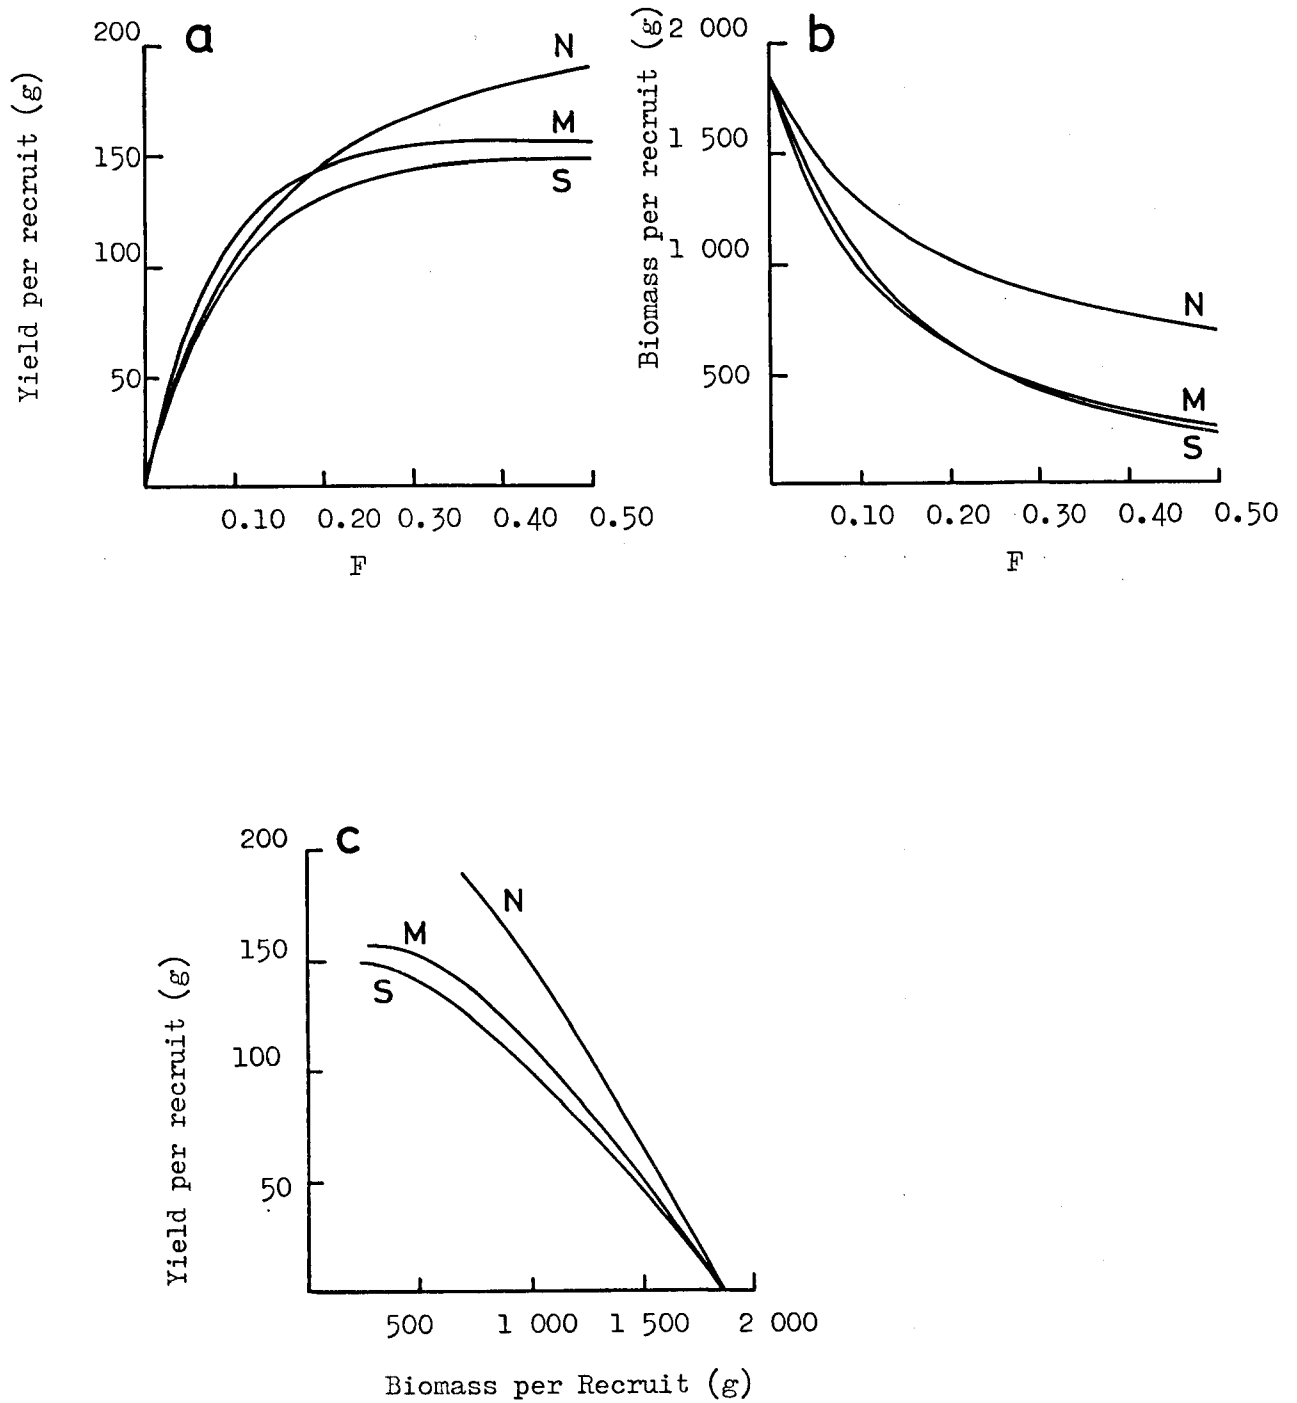 a
200
150
100
50
Yield per recruit (g)
N
M
S
0.10 0.20 0.30 0.40 0.50
F
b
2 000
1 500
1 000
500
Biomass per recruit (g)
N
M
S
0.10 0.20 0.30 0.40 0.50
F
c
200
150
100
50
Yield per recruit (g)
N
M
S
500 1 000 1 500 2 000
Biomass per Recruit (g)